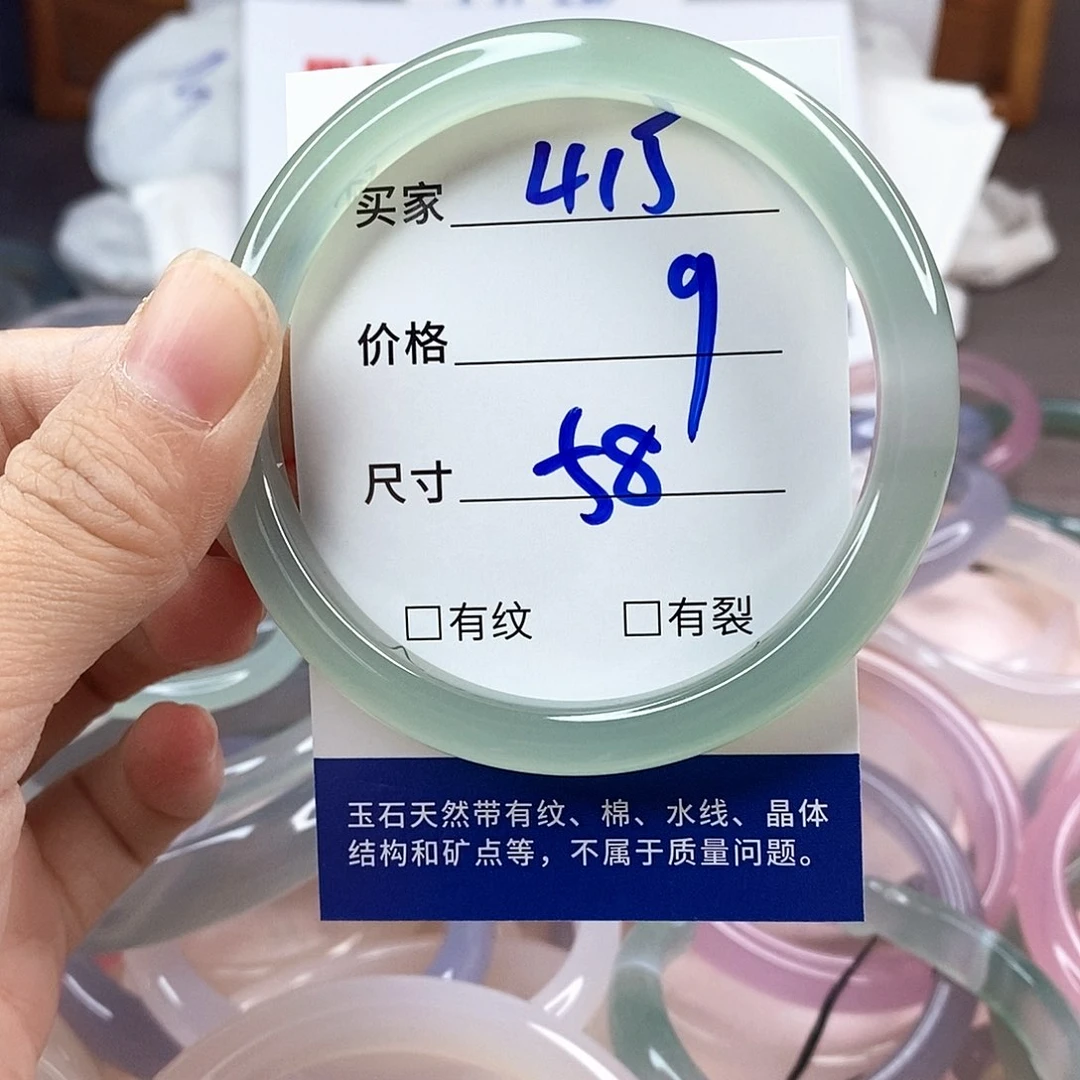 买家 415
价格 9
尺寸 58
□有纹 □有裂
玉石天然带有纹、棉、水线、晶体
结构和矿点等，不属于质量问题。